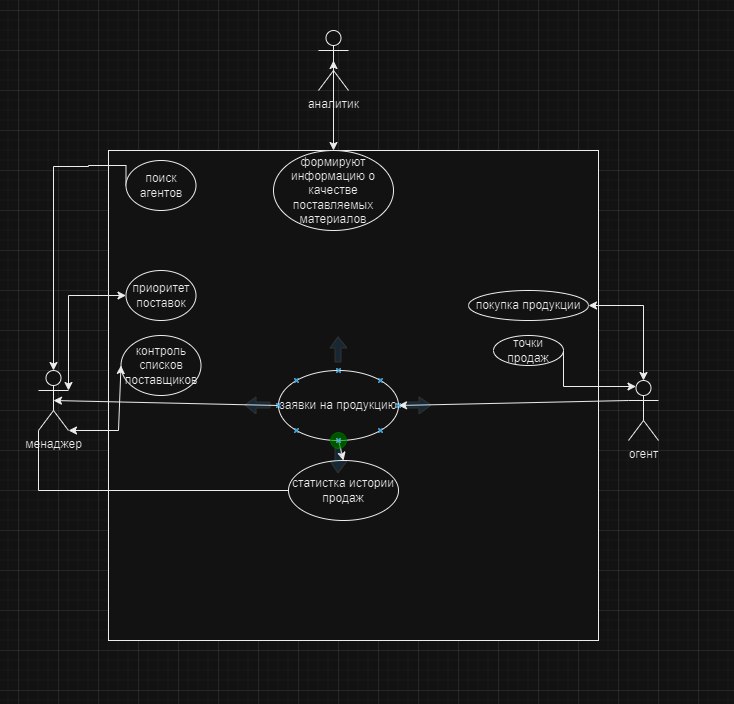 аналитик
формируют
информацию о
качестве
поставляемых
материалов
поиск
агентов
приоритет
поставок
покупка продукции
контроль
списков
поставщиков
точки
продаж
заявки на продукцию
менаджер
огент
статистка истории
продаж